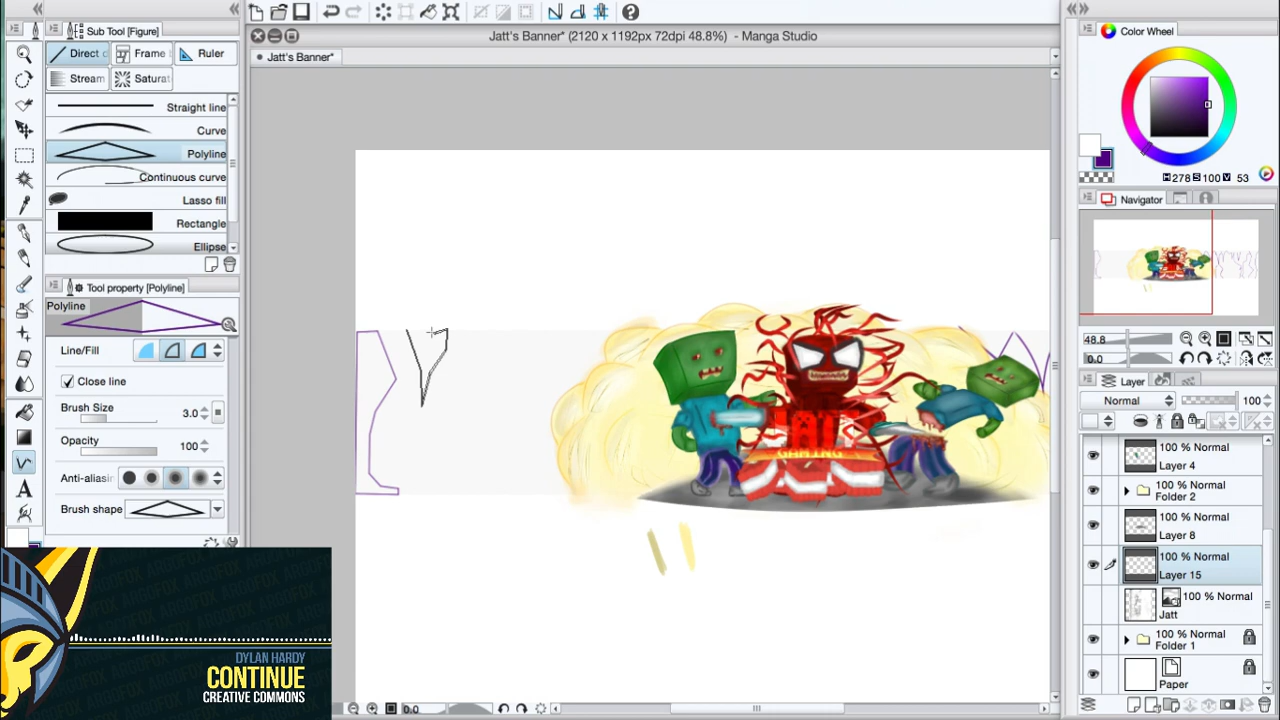 Sub Tool [Figure]
Jatt's Banner* (2120 x 1192px 72dpi 48.8%) - Manga Studio
Color Wheel
Direct c
Frame
Ruler
Jatt's Banner*
Stream
Saturat
Straight line
Curve
Polyline
Continuous curve
Lasso fill
Rectangle
Ellipse
H 278 S 100 V 53
Navigator
Tool property [Polyline]
Polyline
Line/Fill
Close line
Brush Size 3.0
Opacity 100
Anti-aliasin
Brush shape
48.8
0.0
Layer
Normal 100
100 % Normal
Layer 4
100 % Normal
Folder 2
100 % Normal
Layer 8
100 % Normal
Layer 15
100 % Normal
Jatt
100 % Normal
Folder 1
Paper
JATT
GAMING
DYLAN HARDY
CONTINUE
CREATIVE COMMONS
0.0
A